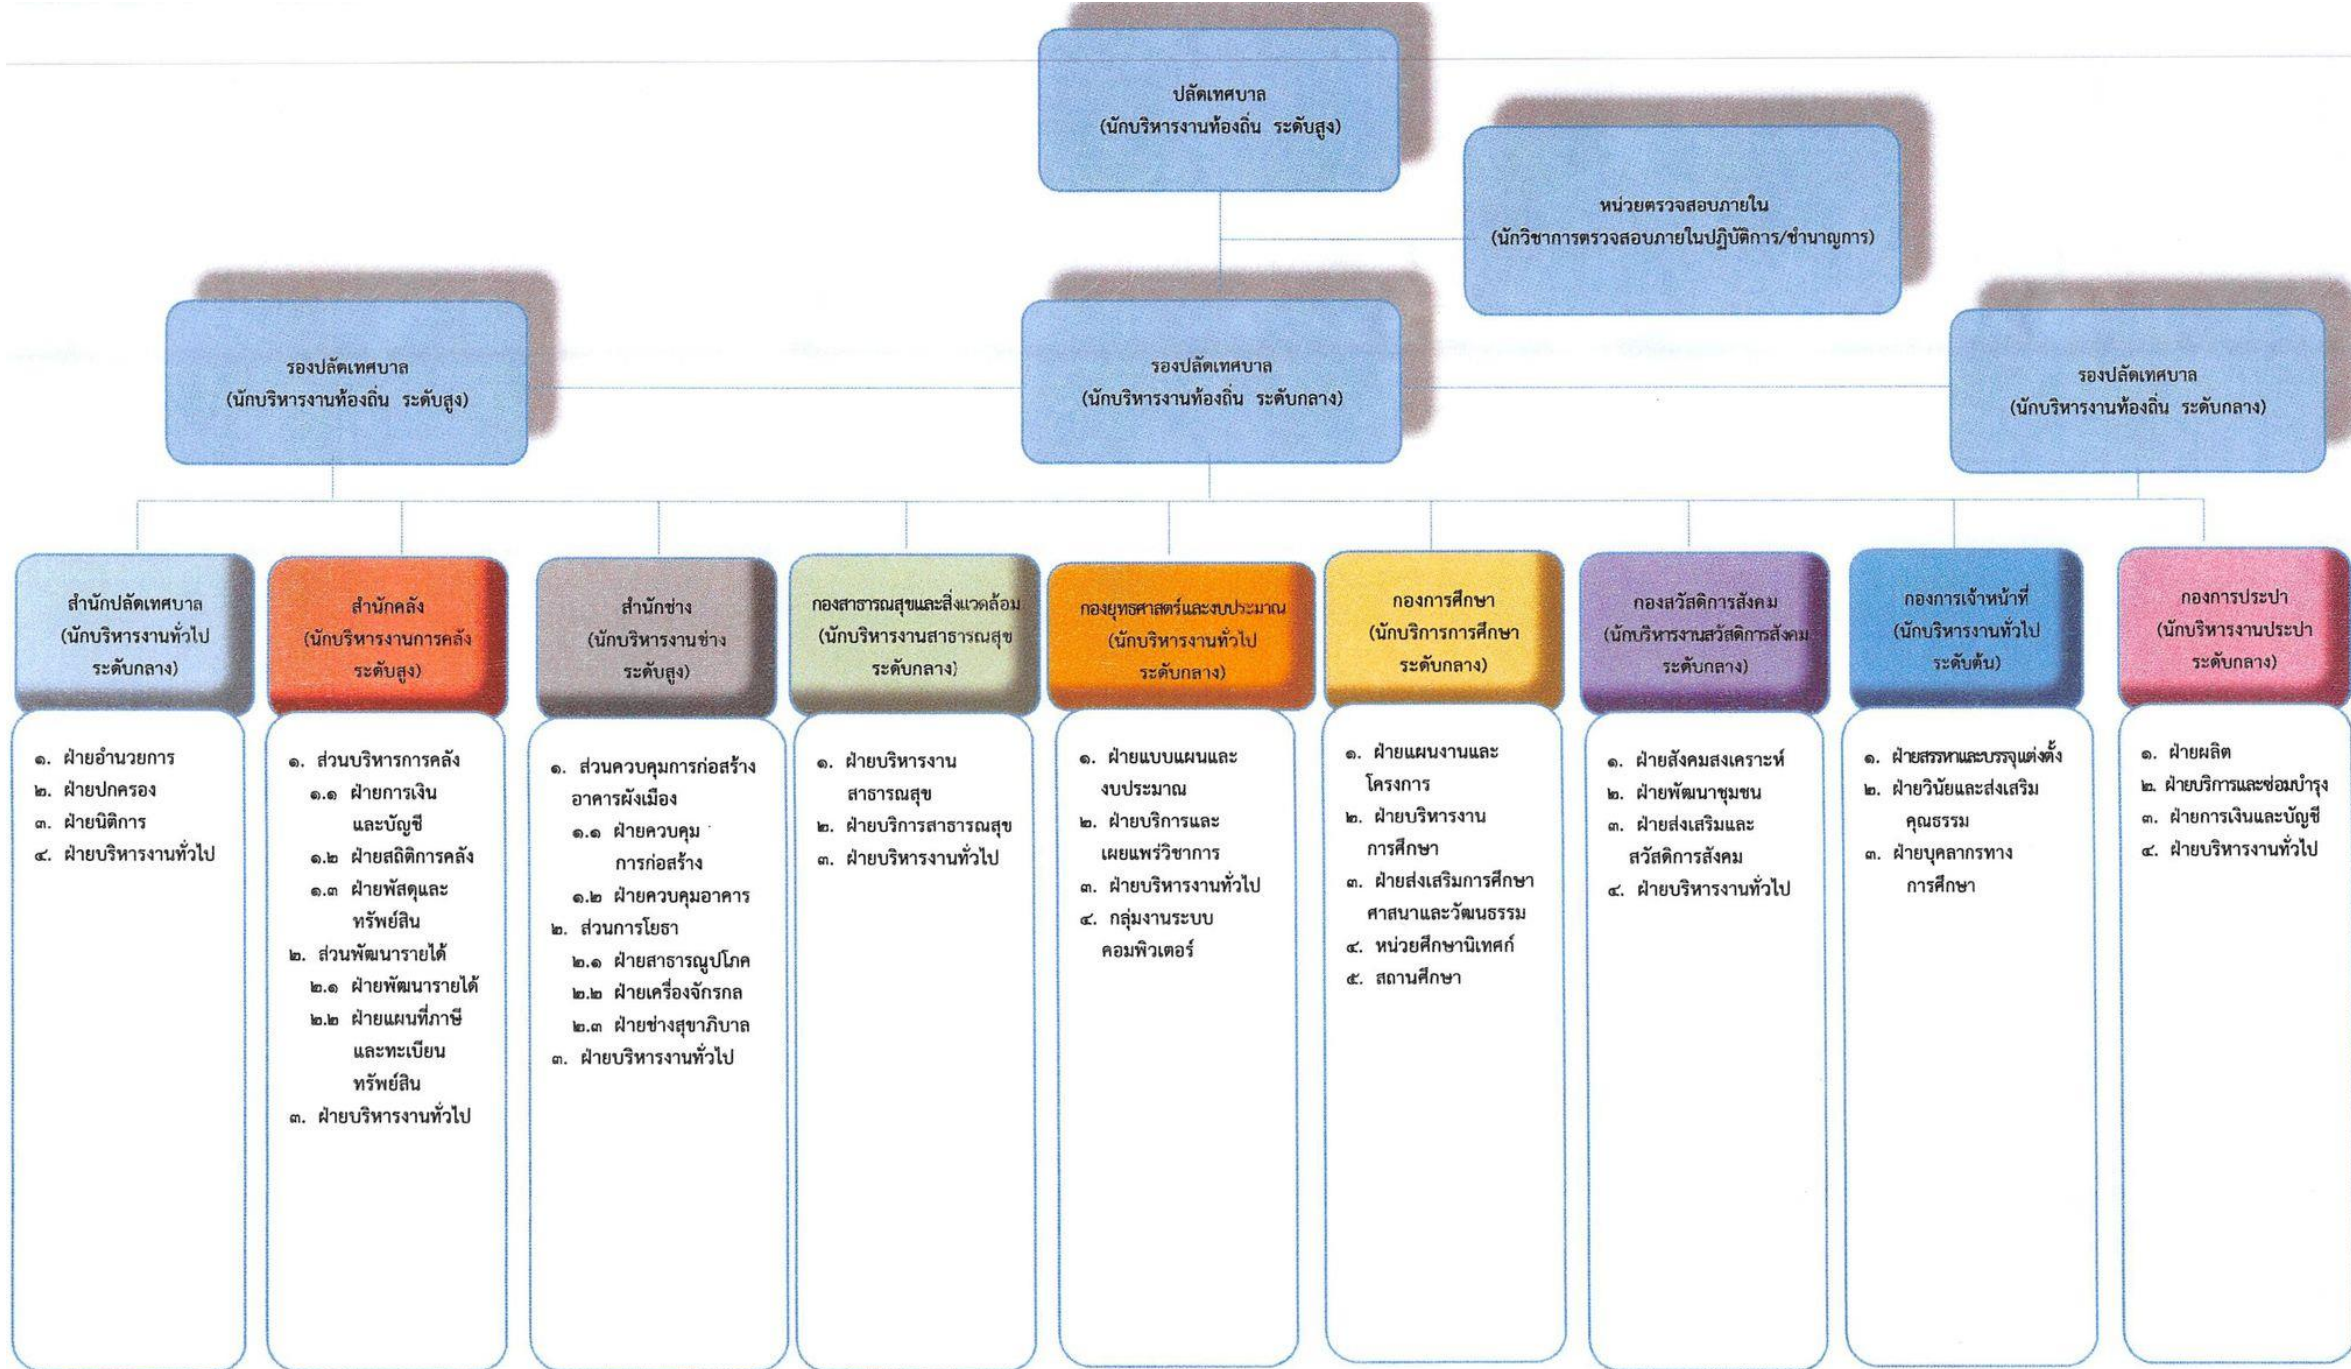 ปลัดเทศบาล
(นักบริหารงานท้องถิ่น ระดับสูง)
หน่วยตรวจสอบภายใน
(นักวิชาการตรวจสอบภายในปฏิบัติการ/ชำนาญการ)
รองปลัดเทศบาล
(นักบริหารงานท้องถิ่น ระดับสูง)
รองปลัดเทศบาล
(นักบริหารงานท้องถิ่น ระดับกลาง)
รองปลัดเทศบาล
(นักบริหารงานท้องถิ่น ระดับกลาง)
สำนักปลัดเทศบาล
(นักบริหารงานทั่วไป
ระดับกลาง)
๑. ฝ่ายอำนวยการ
๒. ฝ่ายปกครอง
๓. ฝ่ายนิติการ
๔. ฝ่ายบริหารงานทั่วไป
สำนักคลัง
(นักบริหารงานการคลัง
ระดับสูง)
๑. ส่วนบริหารการคลัง
๑.๑ ฝ่ายการเงิน
และบัญชี
๑.๒ ฝ่ายสถิติการคลัง
๑.๓ ฝ่ายพัสดุและ
ทรัพย์สิน
๒. ส่วนพัฒนารายได้
๒.๑ ฝ่ายพัฒนารายได้
๒.๒ ฝ่ายแผนที่ภาษี
และทะเบียน
ทรัพย์สิน
๓. ฝ่ายบริหารงานทั่วไป
สำนักช่าง
(นักบริหารงานช่าง
ระดับสูง)
๑. ส่วนควบคุมการก่อสร้าง
อาคารผังเมือง
๑.๑ ฝ่ายควบคุม
การก่อสร้าง
๑.๒ ฝ่ายควบคุมอาคาร
๒. ส่วนการโยธา
๒.๑ ฝ่ายสาธารณูปโภค
๒.๒ ฝ่ายเครื่องจักรกล
๒.๓ ฝ่ายช่างสุขาภิบาล
๓. ฝ่ายบริหารงานทั่วไป
กองสาธารณสุขและสิ่งแวดล้อม
(นักบริหารงานสาธารณสุข
ระดับกลาง)
๑. ฝ่ายบริหารงาน
สาธารณสุข
๒. ฝ่ายบริการสาธารณสุข
๓. ฝ่ายบริหารงานทั่วไป
กองยุทธศาสตร์และงบประมาณ
(นักบริหารงานทั่วไป
ระดับกลาง)
๑. ฝ่ายแบบแผนและ
งบประมาณ
๒. ฝ่ายบริการและ
เผยแพร่วิชาการ
๓. ฝ่ายบริหารงานทั่วไป
๔. กลุ่มงานระบบ
คอมพิวเตอร์
กองการศึกษา
(นักบริการการศึกษา
ระดับกลาง)
๑. ฝ่ายแผนงานและ
โครงการ
๒. ฝ่ายบริหารงาน
การศึกษา
๓. ฝ่ายส่งเสริมการศึกษา
ศาสนาและวัฒนธรรม
๔. หน่วยศึกษานิเทศก์
๕. สถานศึกษา
กองสวัสดิการสังคม
(นักบริหารงานสวัสดิการสังคม
ระดับกลาง)
๑. ฝ่ายสังคมสงเคราะห์
๒. ฝ่ายพัฒนาชุมชน
๓. ฝ่ายส่งเสริมและ
สวัสดิการสังคม
๔. ฝ่ายบริหารงานทั่วไป
กองการเจ้าหน้าที่
(นักบริหารงานทั่วไป
ระดับต้น)
๑. ฝ่ายสรรหาและบรรจุแต่งตั้ง
๒. ฝ่ายวินัยและส่งเสริม
คุณธรรม
๓. ฝ่ายบุคลากรทาง
การศึกษา
กองการประปา
(นักบริหารงานประปา
ระดับกลาง)
๑. ฝ่ายผลิต
๒. ฝ่ายบริการและซ่อมบำรุง
๓. ฝ่ายการเงินและบัญชี
๔. ฝ่ายบริหารงานทั่วไป